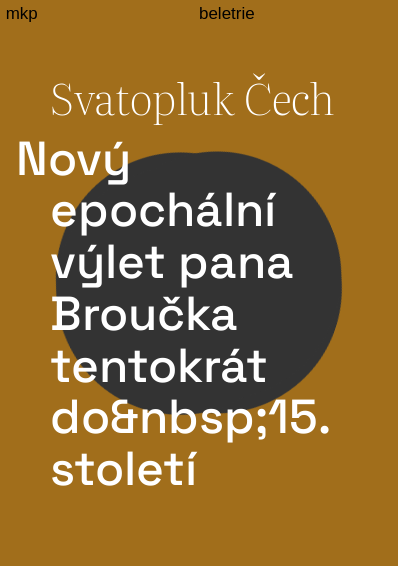 mkp beletrie
Svatopluk Čech
Nový
epochální
výlet pana
Broučka
tentokrát
do&nbsp;15.
století